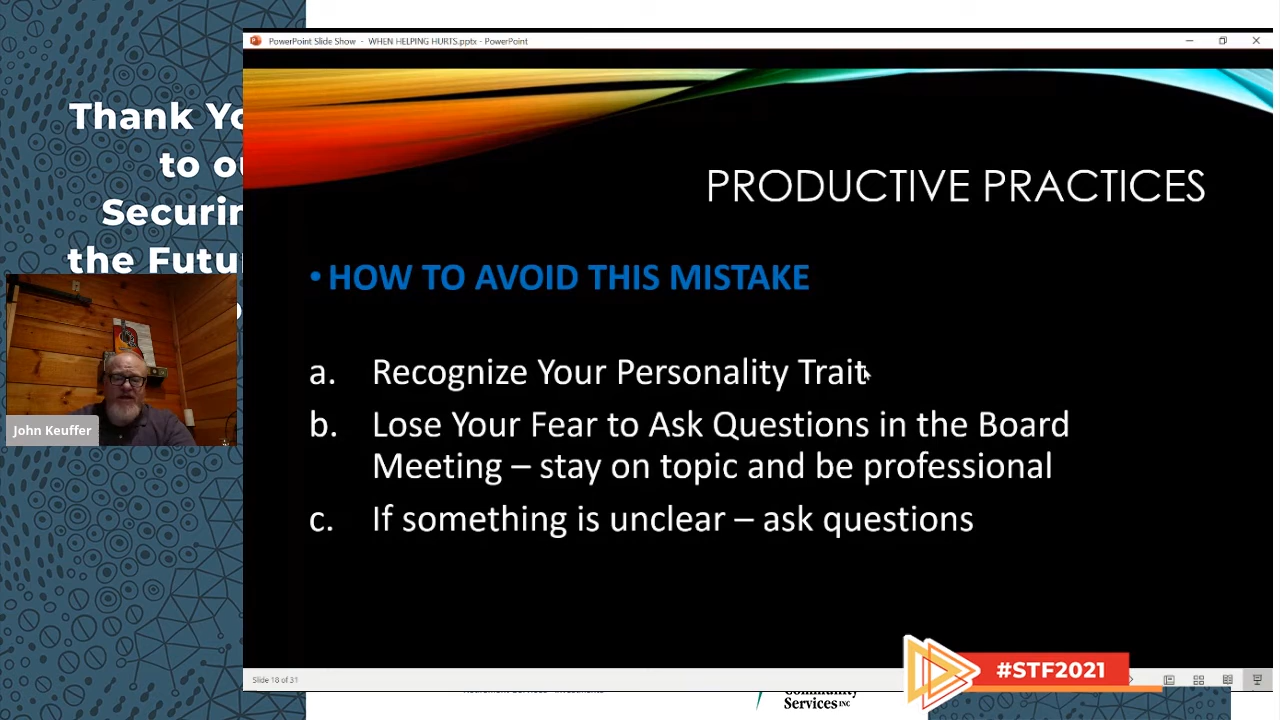 PowerPoint Slide Show - WHEN HELPING HURTS.pptx - PowerPoint
Thank Yo
to ou
Securin
the Futu
PRODUCTIVE PRACTICES
• HOW TO AVOID THIS MISTAKE
a. Recognize Your Personality Trait
b. Lose Your Fear to Ask Questions in the Board
Meeting – stay on topic and be professional
c. If something is unclear – ask questions
John Keuffer
Slide 18 of 31
#STF2021
Community
Services INC